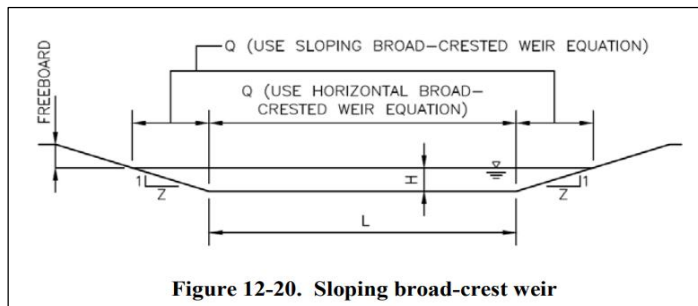 Q (USE SLOPING BROAD-CRESTED WEIR EQUATION)
FREEBOARD
Q (USE HORIZONTAL BROAD-
CRESTED WEIR EQUATION)
1
Z
H
1
Z
L
Figure 12-20. Sloping broad-crest weir